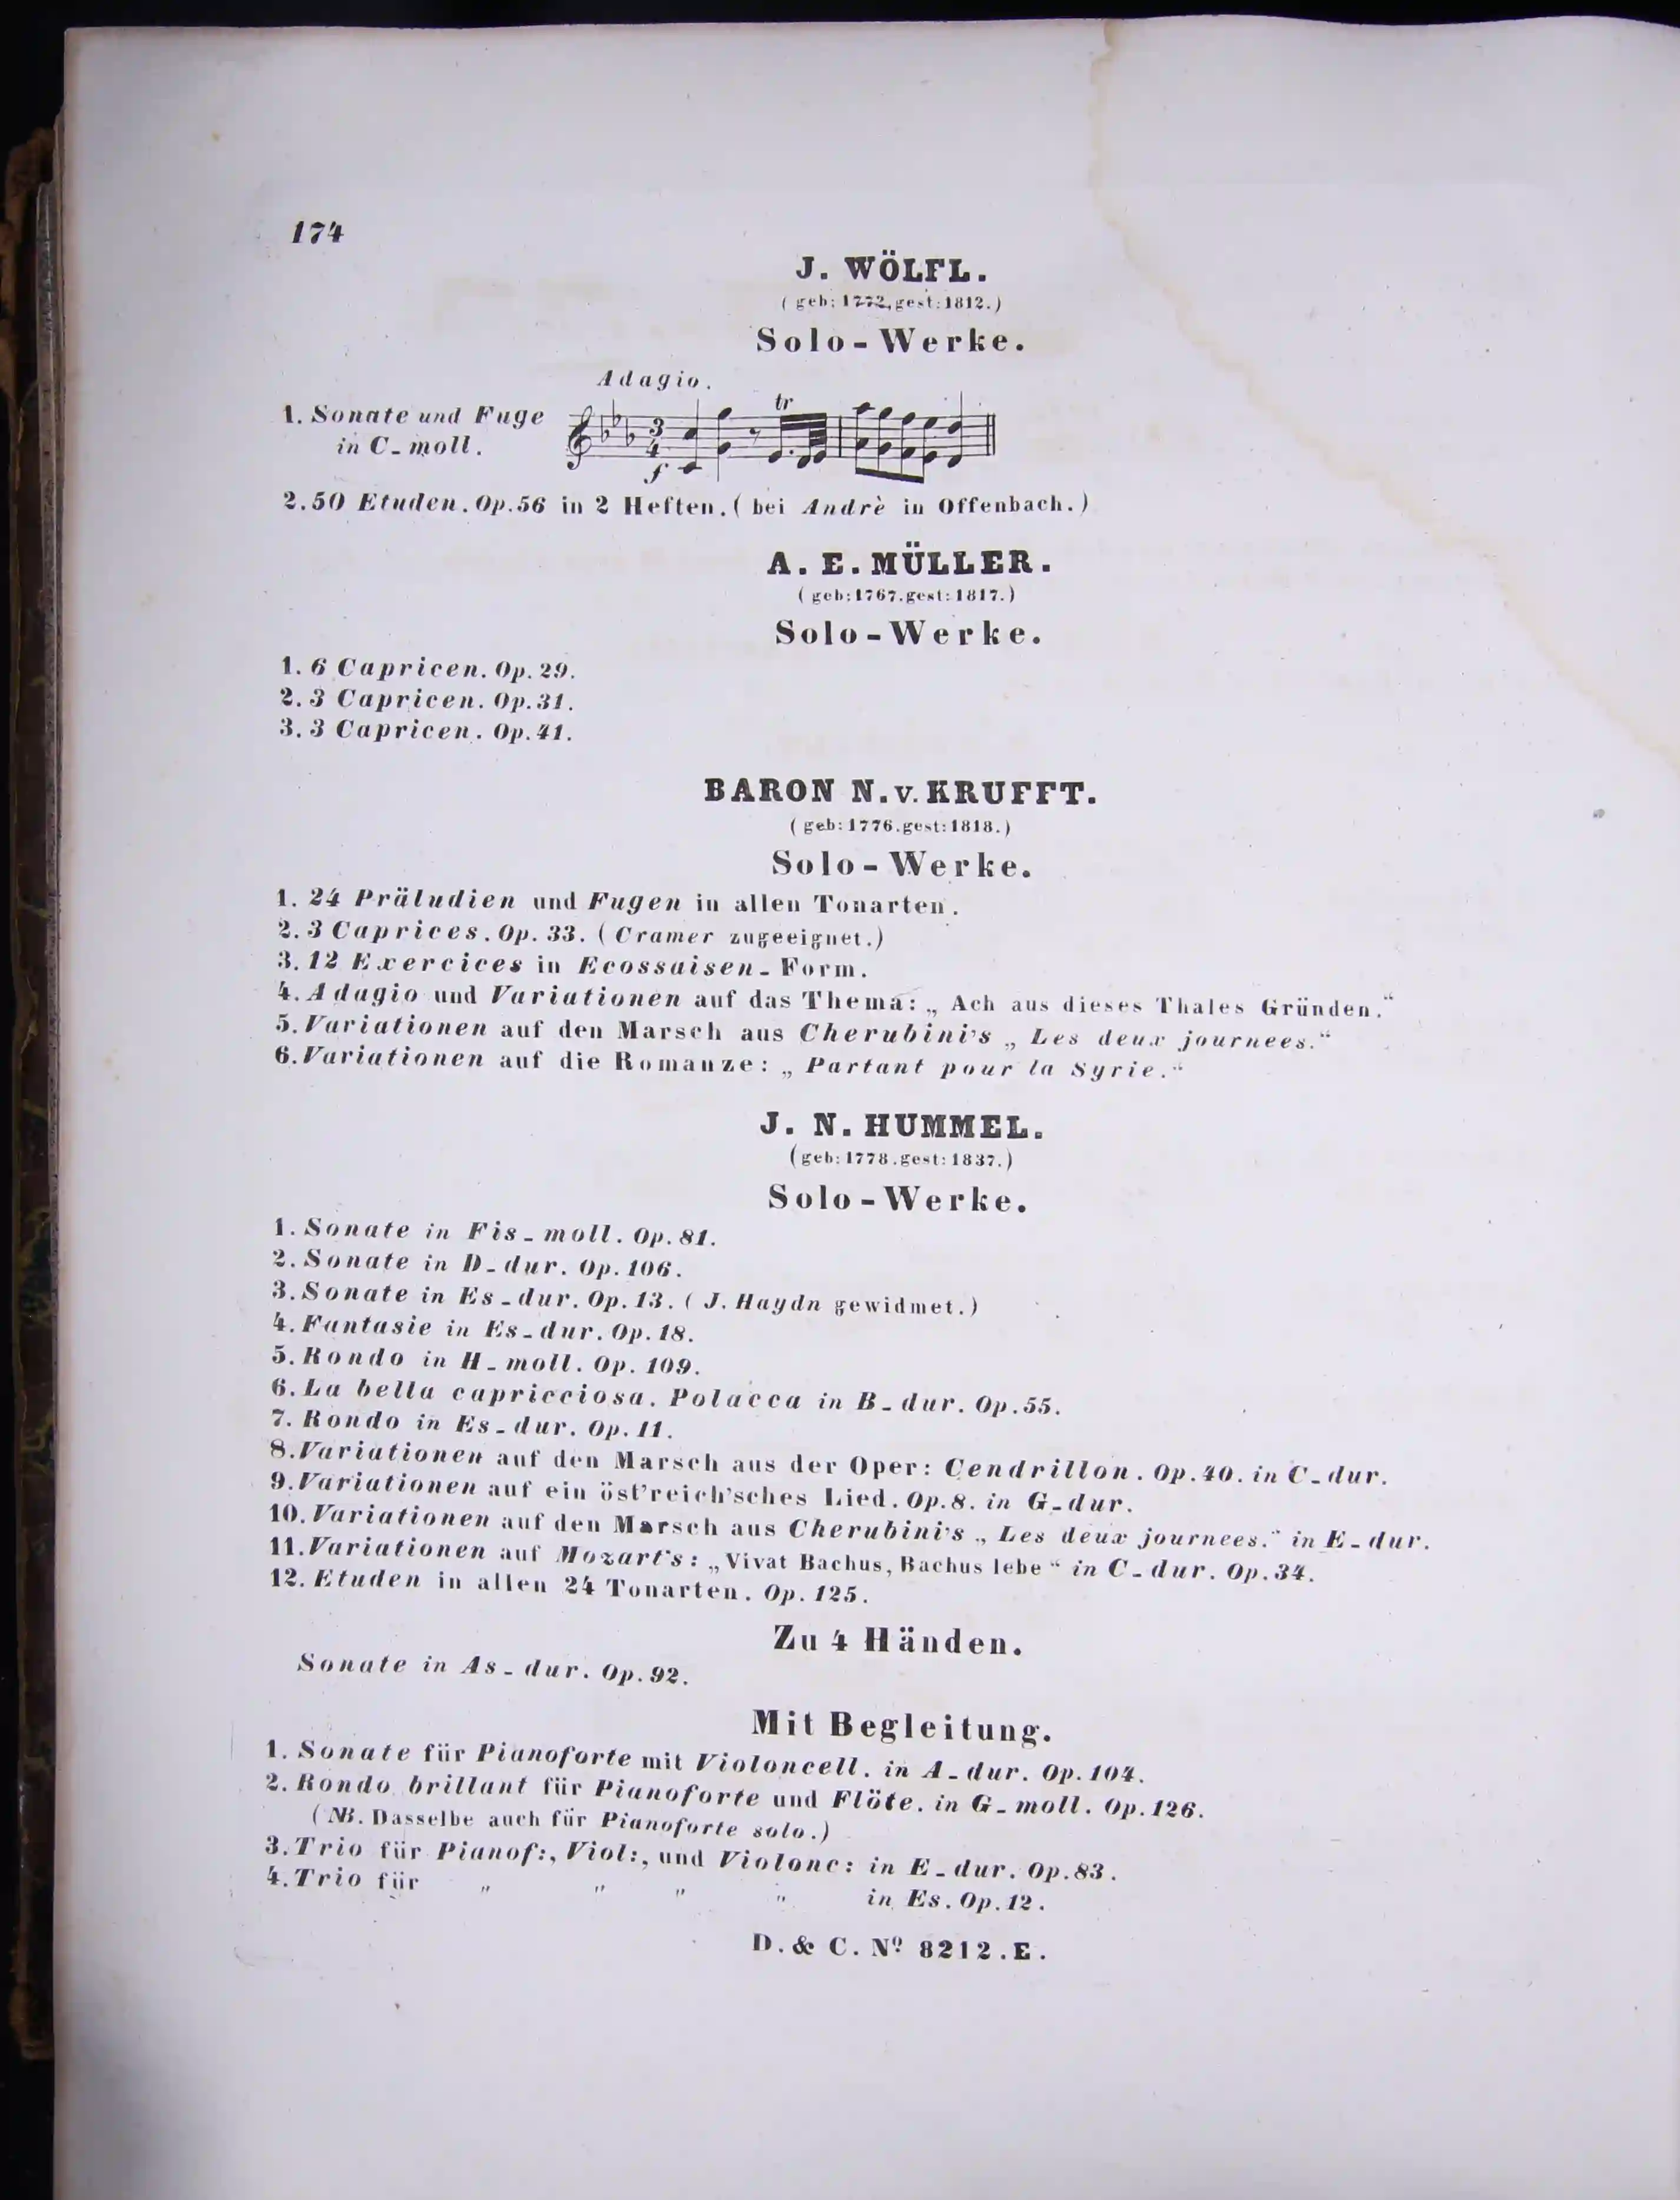 174
J. WÖLFL.
( geb: 1772, gest: 1812. )
Solo-Werke.
Adagio.
1. Sonate und Fuge
in C-moll.
tr
3
4
f
2. 50 Etuden. Op. 56 in 2 Heften. ( bei Andrè in Offenbach. )
A. E. MÜLLER.
( geb: 1767. gest: 1817. )
Solo-Werke.
1. 6 Capricen. Op. 29.
2. 3 Capricen. Op. 31.
3. 3 Capricen. Op. 41.
BARON N. v. KRUFFT.
( geb: 1776. gest: 1818. )
Solo-Werke.
1. 24 Präludien und Fugen in allen Tonarten.
2. 3 Caprices. Op. 33. ( Cramer zugeeignet. )
3. 12 Exercices in Ecossaisen-Form.
4. Adagio und Variationen auf das Thema: „ Ach aus dieses Thales Gründen.“
5. Variationen auf den Marsch aus Cherubini's „ Les deux journees.“
6. Variationen auf die Romanze: „ Partant pour la Syrie.“
J. N. HUMMEL.
( geb: 1778. gest: 1837. )
Solo-Werke.
1. Sonate in Fis-moll. Op. 81.
2. Sonate in D-dur. Op. 106.
3. Sonate in Es-dur. Op. 13. ( J. Haydn gewidmet. )
4. Fantasie in Es-dur. Op. 18.
5. Rondo in H-moll. Op. 109.
6. La bella capricciosa. Polacca in B-dur. Op. 55.
7. Rondo in Es-dur. Op. 11.
8. Variationen auf den Marsch aus der Oper: Cendrillon. Op. 40. in C-dur.
9. Variationen auf ein öst'reich'sches Lied. Op. 8. in G-dur.
10. Variationen auf den Marsch aus Cherubini's „ Les deux journees.“ in E-dur.
11. Variationen auf Mozart's: „ Vivat Bachus, Bachus lebe “ in C-dur. Op. 34.
12. Etuden in allen 24 Tonarten. Op. 125.
Zu 4 Händen.
Sonate in As-dur. Op. 92.
Mit Begleitung.
1. Sonate für Pianoforte mit Violoncell. in A-dur. Op. 104.
2. Rondo brillant für Pianoforte und Flöte. in G-moll. Op. 126.
( NB. Dasselbe auch für Pianoforte solo. )
3. Trio für Pianof:, Viol:, und Violonc: in E-dur. Op. 83.
4. Trio für " " " " in Es. Op. 12.
D. & C. Nº 8212. E.